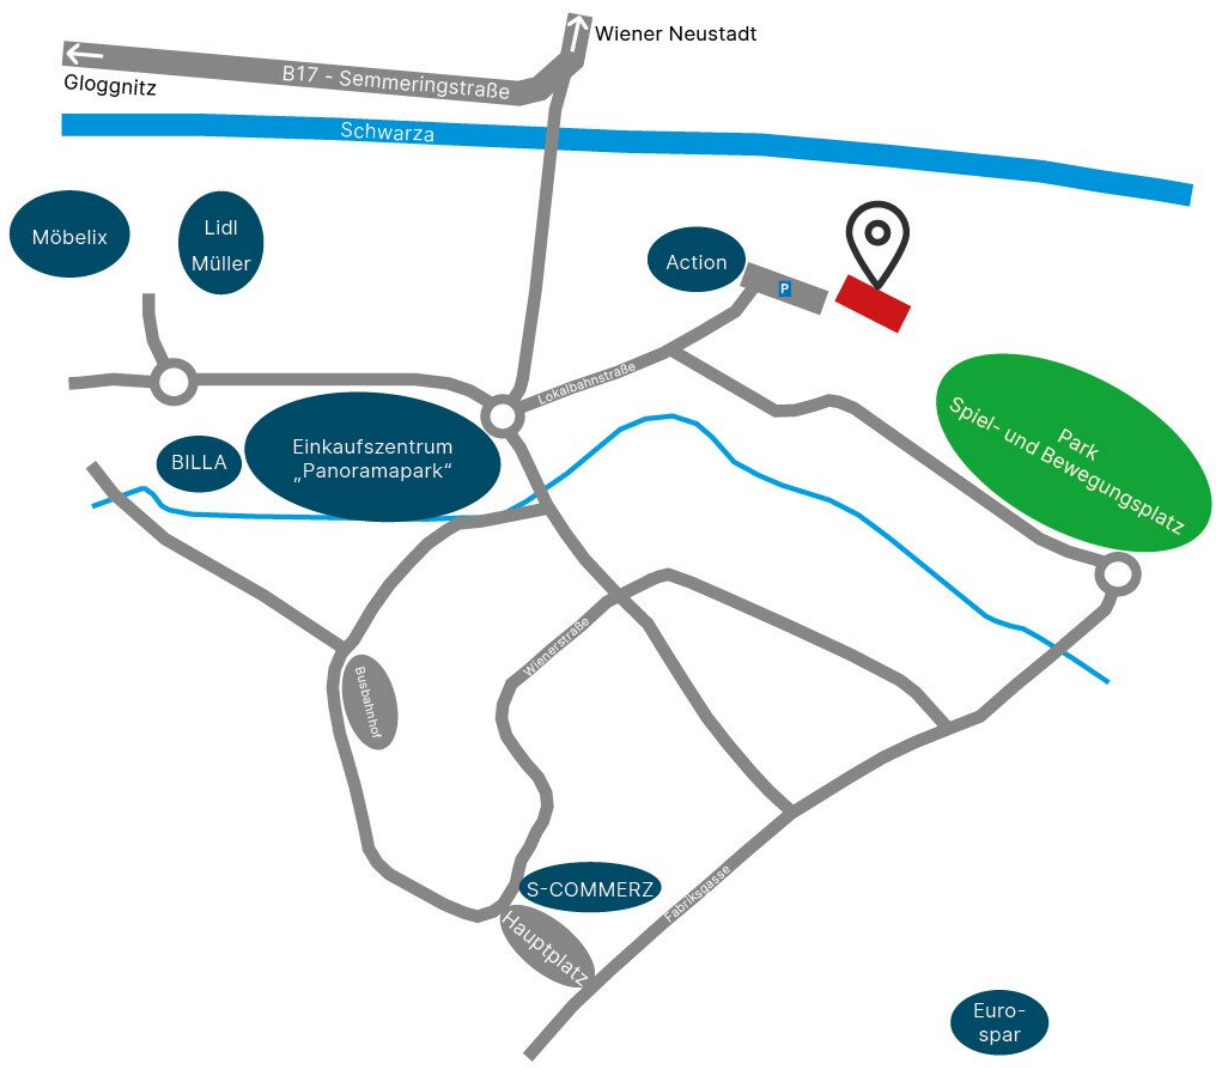 Wiener Neustadt
B17 - Semmeringstraße
Gloggnitz
Schwarza
Möbelix
Lidl
Müller
Action
P
Lokalbahnstraße
Park
Spiel- und Bewegungsplatz
BILLA
Einkaufszentrum
„Panoramapark“
Wienerstraße
Busbahnhof
S-COMMERZ
Fabriksgasse
Hauptplatz
Euro-
spar